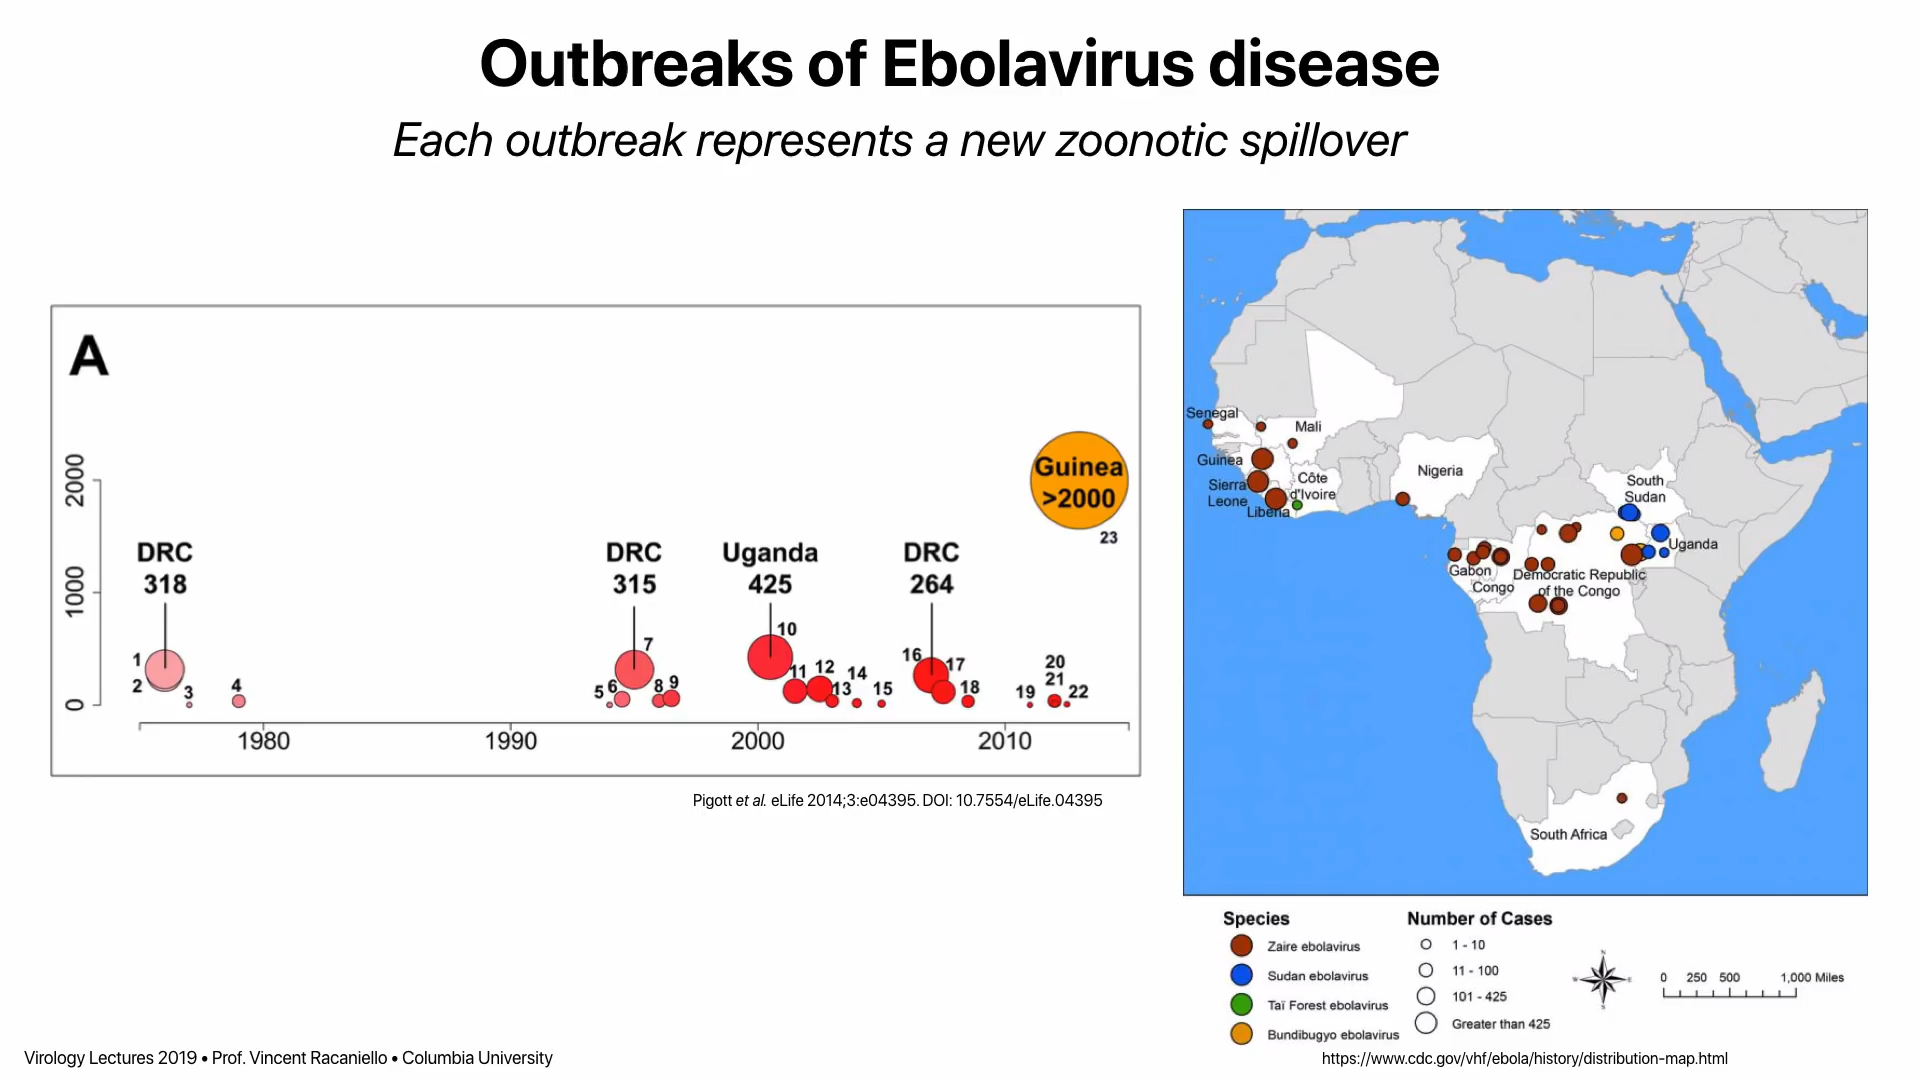 Outbreaks of Ebolavirus disease
Each outbreak represents a new zoonotic spillover
A
2000
1000
0
DRC
318
DRC
315
Uganda
425
DRC
264
Guinea
>2000
23
1
2
3
4
5
6
7
8
9
10
11
12
13
14
15
16
17
18
19
20
21
22
1980
1990
2000
2010
Pigott et al. eLife 2014;3:e04395. DOI: 10.7554/eLife.04395
Senegal
Mali
Guinea
Sierra
Leone
Liberia
Côte
d'Ivoire
Nigeria
South
Sudan
Uganda
Gabon
Congo
Democratic Republic
of the Congo
South Africa
Species
Zaire ebolavirus
Sudan ebolavirus
Taï Forest ebolavirus
Bundibugyo ebolavirus
Number of Cases
1 - 10
11 - 100
101 - 425
Greater than 425
N
W
E
S
0 250 500 1,000 Miles
Virology Lectures 2019 • Prof. Vincent Racaniello • Columbia University
https://www.cdc.gov/vhf/ebola/history/distribution-map.html